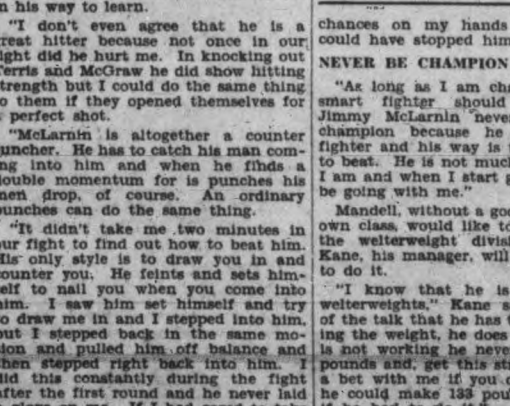 n his way to learn.
"I don't even agree that he is a
reat hitter because not once in our
ight did he hurt me. In knocking out
erris and McGraw he did show hitting
trength but I could do the same thing
o them if they opened themselves for
perfect shot.
"McLarnin is altogether a counter
uncher. He has to catch his man com-
ng into him and when he finds a
double momentum for is punches his
men drop, of course. An ordinary
punches can do the same thing.
"It didn't take me two minutes in
our fight to find out how to beat him.
His only style is to draw you in and
counter you. He feints and sets him-
elf to nail you when you come into
him. I saw him set himself and try
o draw me in and I stepped into him,
but I stepped back in the same mo-
tion and pulled him off balance and
then stepped right back into him. I
did this constantly during the fight
after the first round and he never laid
chances on my hands
could have stopped him
NEVER BE CHAMPION
"As long as I am cha
smart fighter should
Jimmy McLarnin never
champion because he
fighter and his way is
to beat. He is not much
I am and when I start g
be going with me."
Mandell, without a goo
own class, would like to
the welterweight divis
Kane, his manager, will
to do it.
"I know that he is
welterweights," Kane s
of the talk that he has t
ing the weight, he does
is not working he neve
pounds and, get this str
a bet with me if you c
he could make 133 pou